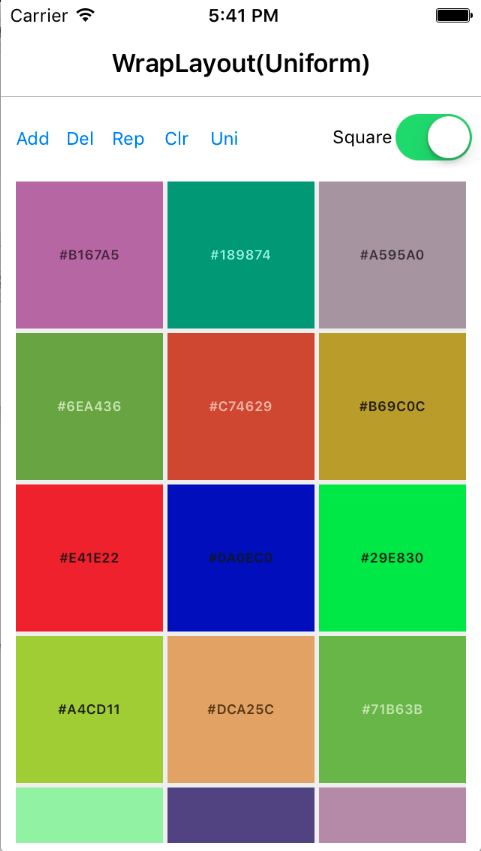 Carrier 5:41 PM
WrapLayout(Uniform)
Add Del Rep Clr Uni Square
#B167A5 #189874 #A595A0
#6EA436 #C74629 #B69C0C
#E41E22 #0A0EC0 #29E830
#A4CD11 #DCA25C #71B63B